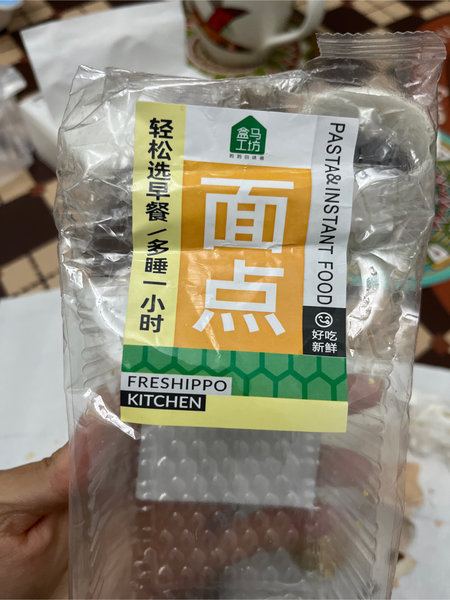 盒马
工坊
轻松选早餐/多睡一小时
面点
PASTA&INSTANT FOOD
好吃
新鲜
FRESHIPPO
KITCHEN